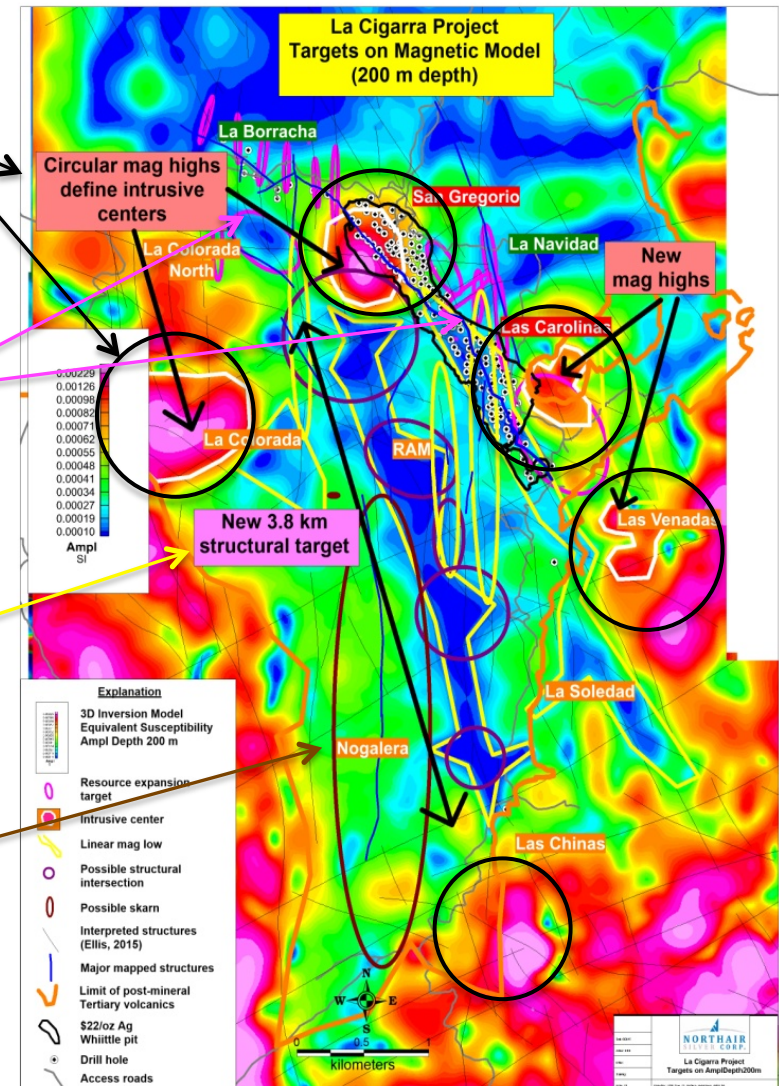 La Cigarra Project
Targets on Magnetic Model
(200 m depth)
La Borracha
Circular mag highs
define intrusive
centers
San Gregorio
La Colorada
North
La Navidad
New
mag highs
Las Carolinas
0.00229
0.00126
0.00098
0.00082
0.00071
0.00062
0.00055
0.00048
0.00041
0.00034
0.00027
0.00019
0.00010
Ampl
SI
La Colorada
RAM
New 3.8 km
structural target
Las Venadas
La Soledad
Nogalera
Las Chinas
Explanation
3D Inversion Model
Equivalent Susceptibility
Ampl Depth 200 m
Resource expansion
target
Intrusive center
Linear mag low
Possible structural
intersection
Possible skarn
Interpreted structures
(Ellis, 2015)
Major mapped structures
Limit of post-mineral
Tertiary volcanics
$22/oz Ag
Whiittle pit
Drill hole
Access roads
N
W E
S
0 0.5 1
kilometers
NORTHAIR
SILVER CORP.
La Cigarra Project
Targets on AmplDepth200m